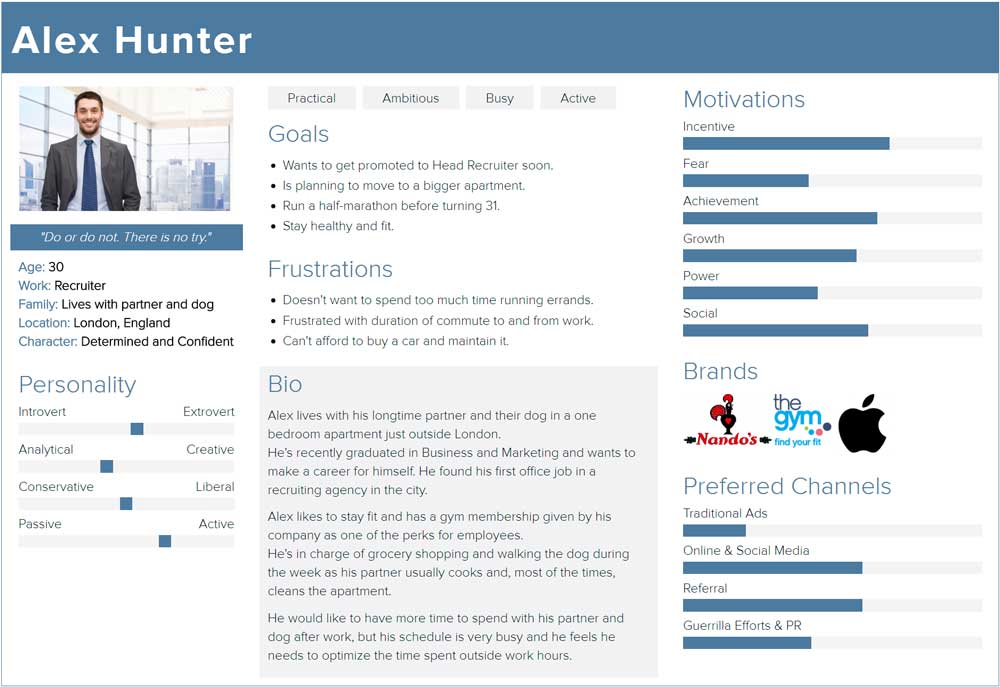 Alex Hunter
"Do or do not. There is no try."
Age: 30
Work: Recruiter
Family: Lives with partner and dog
Location: London, England
Character: Determined and Confident
Personality
Introvert Extrovert
Analytical Creative
Conservative Liberal
Passive Active
Practical Ambitious Busy Active
Goals
• Wants to get promoted to Head Recruiter soon.
• Is planning to move to a bigger apartment.
• Run a half-marathon before turning 31.
• Stay healthy and fit.
Frustrations
• Doesn't want to spend too much time running errands.
• Frustrated with duration of commute to and from work.
• Can't afford to buy a car and maintain it.
Bio
Alex lives with his longtime partner and their dog in a one
bedroom apartment just outside London.
He's recently graduated in Business and Marketing and wants to
make a career for himself. He found his first office job in a
recruiting agency in the city.
Alex likes to stay fit and has a gym membership given by his
company as one of the perks for employees.
He's in charge of grocery shopping and walking the dog during
the week as his partner usually cooks and, most of the times,
cleans the apartment.
He would like to have more time to spend with his partner and
dog after work, but his schedule is very busy and he feels he
needs to optimize the time spent outside work hours.
Motivations
Incentive
Fear
Achievement
Growth
Power
Social
Brands
Nando's
the
gym
find your fit
Preferred Channels
Traditional Ads
Online & Social Media
Referral
Guerrilla Efforts & PR